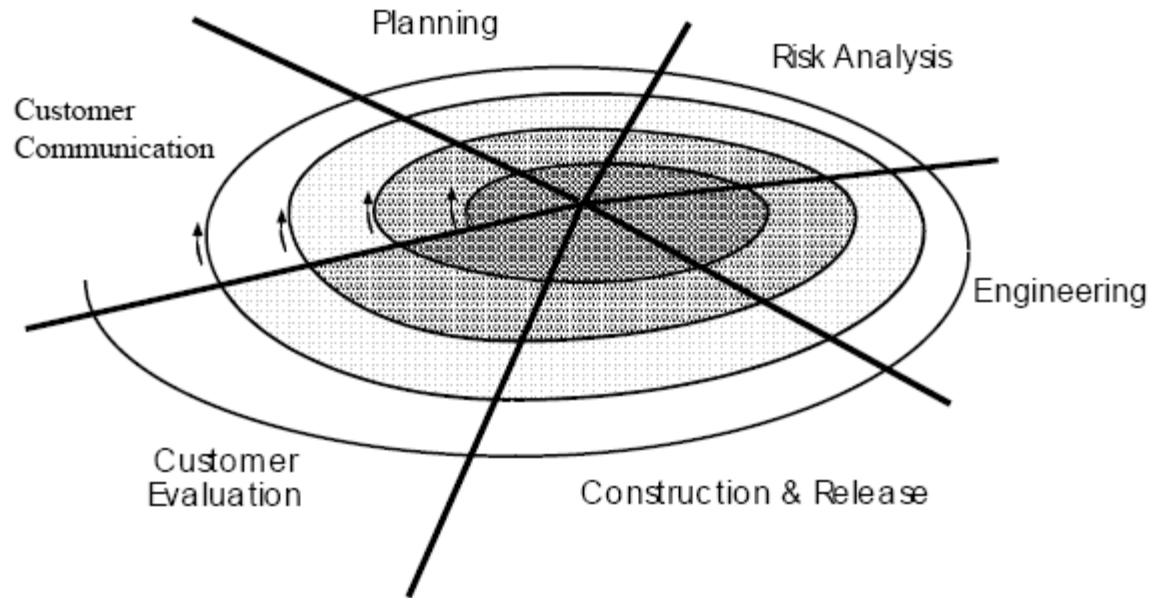 Planning
Risk Analysis
Customer
Communication
Engineering
Customer
Evaluation
Construction & Release